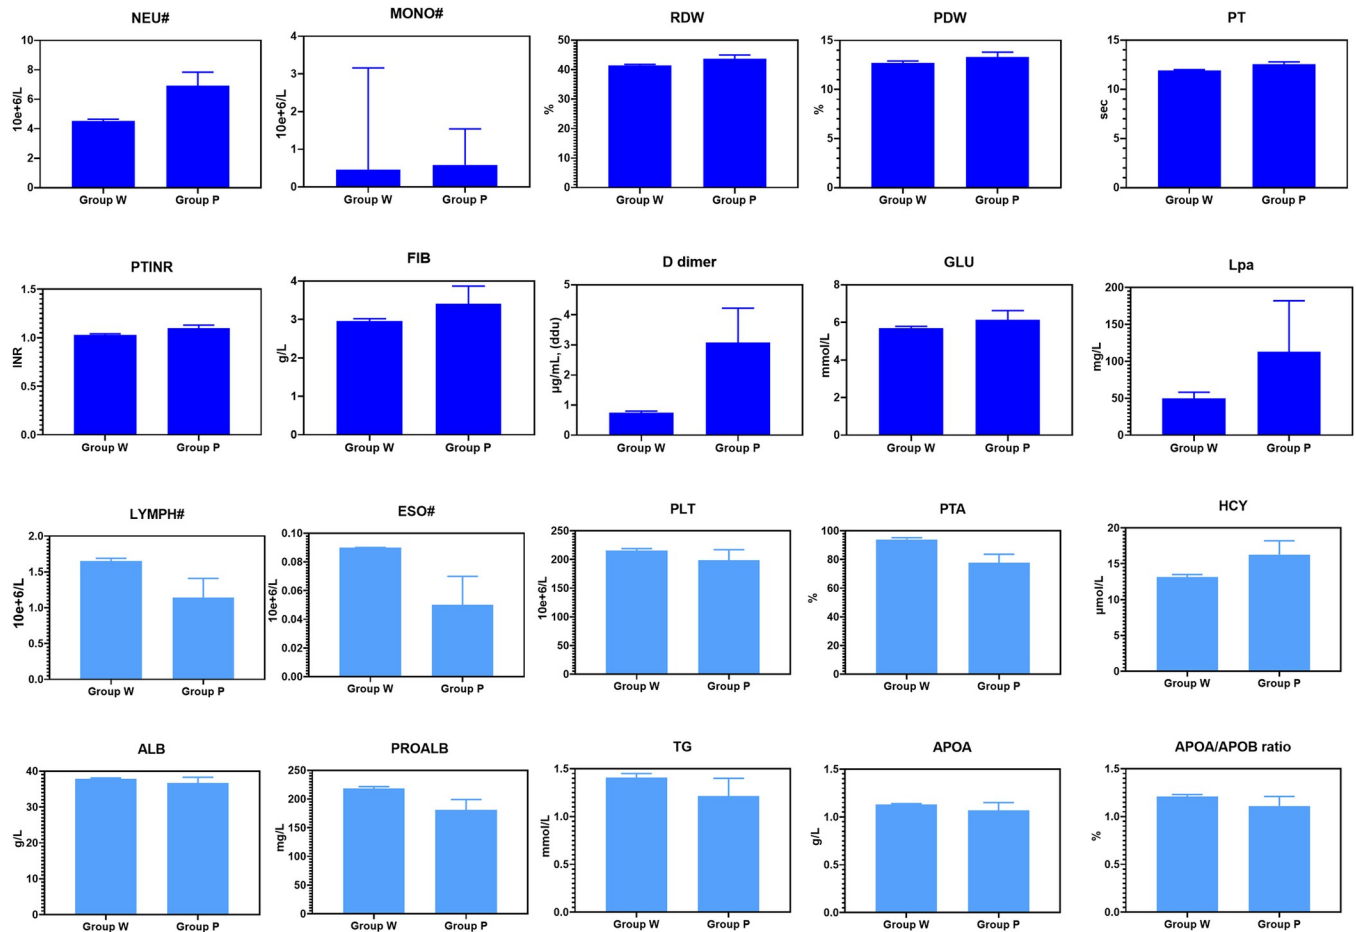 NEU#
10
8
6
4
2
0
10e+6/L
Group W
Group P
MONO#
4
3
2
1
0
10e+6/L
Group W
Group P
RDW
50
40
30
20
10
0
%
Group W
Group P
PDW
15
10
5
0
%
Group W
Group P
PT
15
10
5
0
sec
Group W
Group P
PTINR
1.5
1.0
0.5
0.0
INR
Group W
Group P
FIB
4
3
2
1
0
g/L
Group W
Group P
D dimer
5
4
3
2
1
0
µg/mL, (ddu)
Group W
Group P
GLU
8
6
4
2
0
mmol/L
Group W
Group P
Lpa
200
150
100
50
0
mg/L
Group W
Group P
LYMPH#
2.0
1.5
1.0
0.5
0.0
10e+6/L
Group W
Group P
ESO#
0.10
0.08
0.06
0.04
0.02
0.00
10e+6/L
Group W
Group P
PLT
250
200
150
100
50
0
10e+6/L
Group W
Group P
PTA
100
80
60
40
20
0
%
Group W
Group P
HCY
20
15
10
5
0
µmol/L
Group W
Group P
ALB
40
30
20
10
0
g/L
Group W
Group P
PROALB
250
200
150
100
50
0
mg/L
Group W
Group P
TG
1.5
1.0
0.5
0.0
mmol/L
Group W
Group P
APOA
1.5
1.0
0.5
0.0
g/L
Group W
Group P
APOA/APOB ratio
1.5
1.0
0.5
0.0
%
Group W
Group P